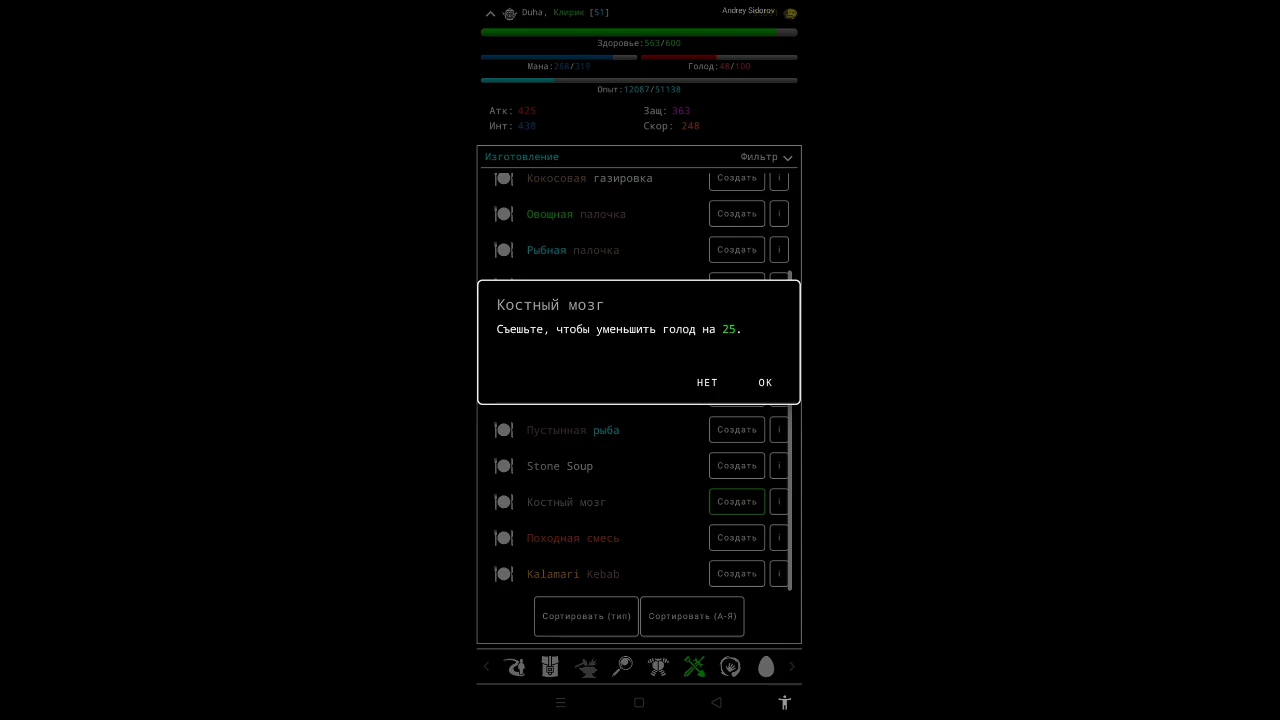 Duha, Клирик [51]
Andrey Sidorov
Здоровье:563/600
Мана:268/319
Голод:48/100
Опыт:12087/51138
Атк: 425
Защ: 363
Инт: 438
Скор: 248
Изготовление
Фильтр
Кокосовая газировка
Создать
i
Овощная палочка
Создать
i
Рыбная палочка
Создать
i
Костный мозг
Съешьте, чтобы уменьшить голод на 25.
НЕТ
OK
Пустынная рыба
Создать
i
Stone Soup
Создать
i
Костный мозг
Создать
i
Походная смесь
Создать
i
Kalamari Kebab
Создать
i
Сортировать (тип)
Сортировать (А-Я)